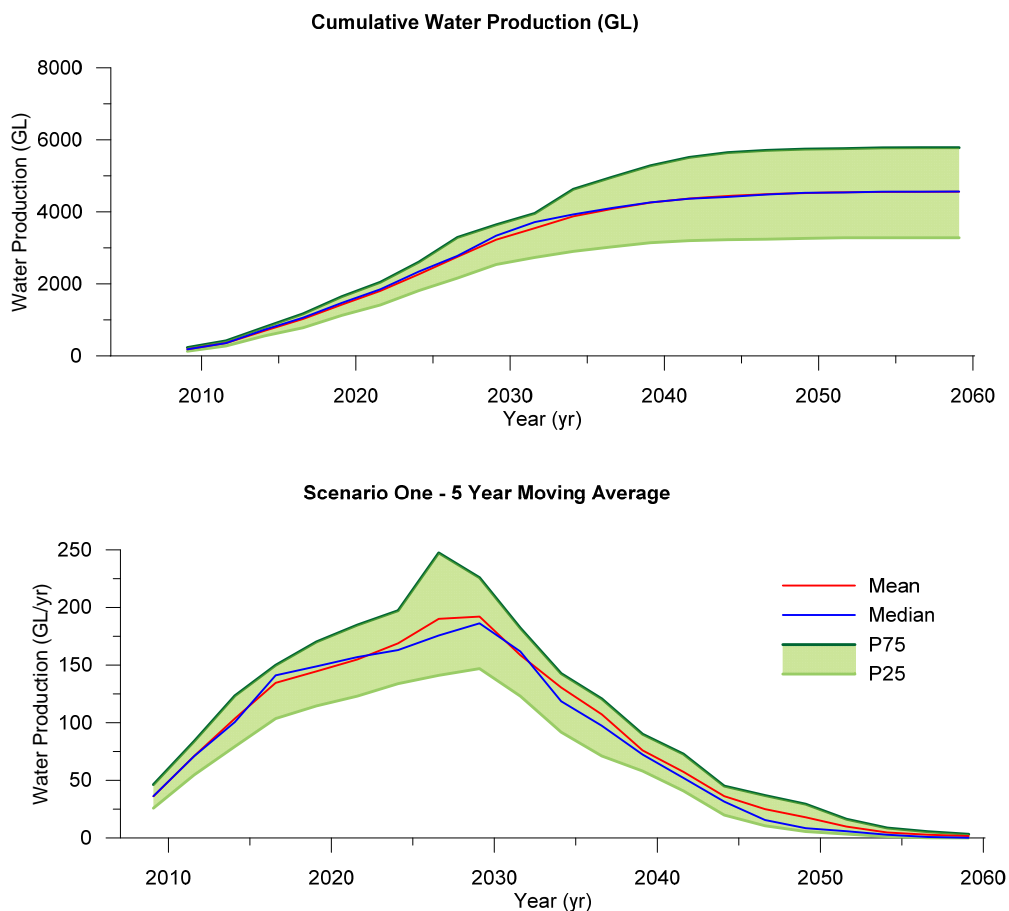 Cumulative Water Production (GL)
8000
6000
4000
2000
0
Water Production (GL)
2010 2020 2030 2040 2050 2060
Year (yr)
Scenario One - 5 Year Moving Average
250
200
150
100
50
0
Water Production (GL/yr)
Mean
Median
P75
P25
2010 2020 2030 2040 2050 2060
Year (yr)